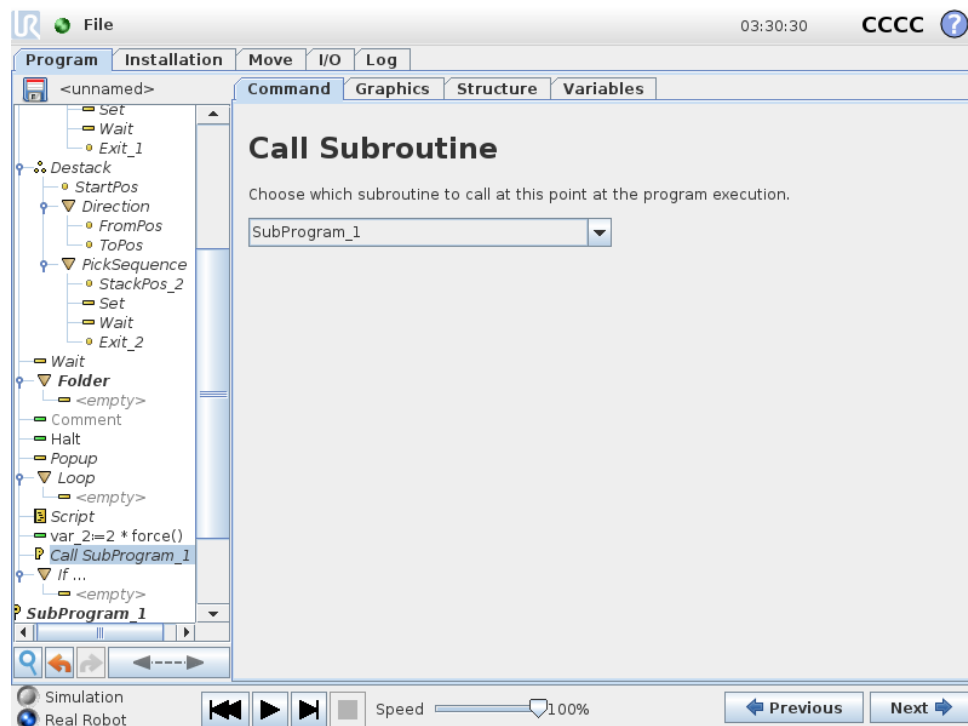 UR File 03:30:30 CCCC ?
Program Installation Move I/O Log
<unnamed> Command Graphics Structure Variables
Set
Wait
Exit_1
Destack
StartPos
Direction
FromPos
ToPos
PickSequence
StackPos_2
Set
Wait
Exit_2
Wait
Folder
<empty>
Comment
Halt
Popup
Loop
<empty>
Script
var_2:=2 * force()
Call SubProgram_1
If ...
<empty>
SubProgram_1
Call Subroutine
Choose which subroutine to call at this point at the program execution.
SubProgram_1
Simulation
Real Robot
Speed 100%
Previous Next